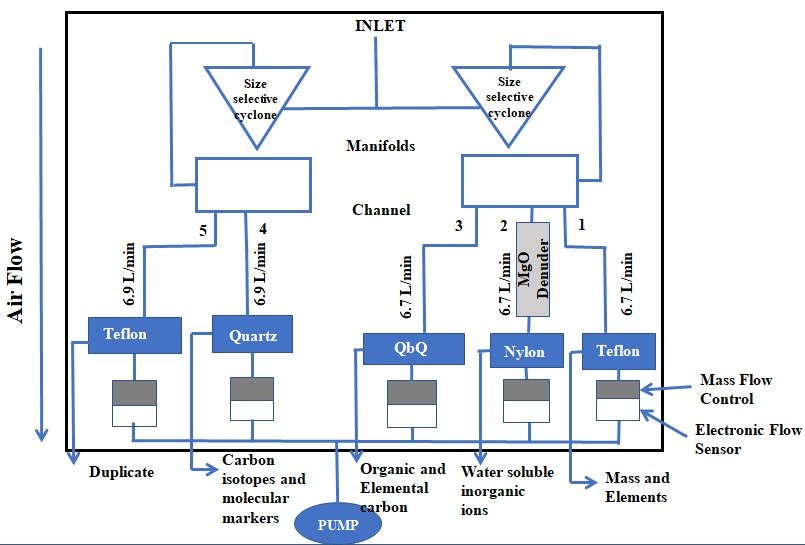 INLET
Size
selective
cyclone
Size
selective
cyclone
Manifolds
Channel
5
4
3
2
1
Air Flow
6.9 L/min
6.9 L/min
6.7 L/min
6.7 L/min
MgO
Denuder
6.7 L/min
Teflon
Quartz
QbQ
Nylon
Teflon
Mass Flow
Control
Electronic Flow
Sensor
Duplicate
Carbon
isotopes and
molecular
markers
Organic and
Elemental
carbon
Water soluble
inorganic
ions
Mass and
Elements
PUMP